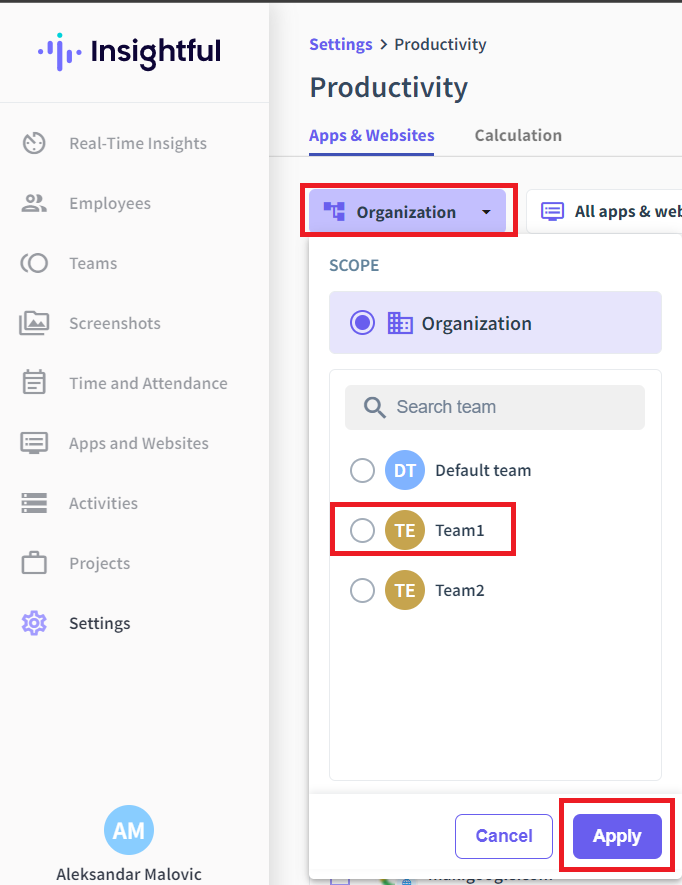 Insightful
Real-Time Insights
Employees
Teams
Screenshots
Time and Attendance
Apps and Websites
Activities
Projects
Settings
AM
Aleksandar Malovic
Settings > Productivity
Productivity
Apps & Websites Calculation
Organization All apps &
SCOPE
Organization
Search team
DT Default team
TE Team1
TE Team2
Cancel Apply